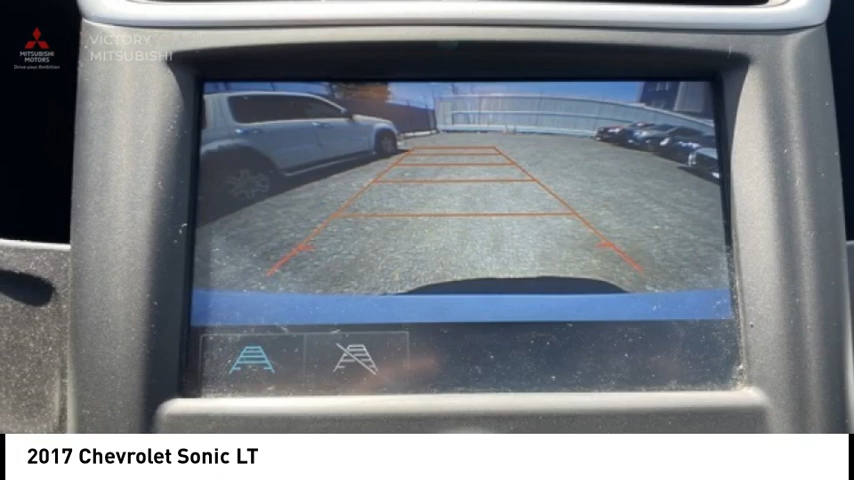 MITSUBISHI
MOTORS
Drive your Ambition
VICTORY
MITSUBISHI
2017 Chevrolet Sonic LT